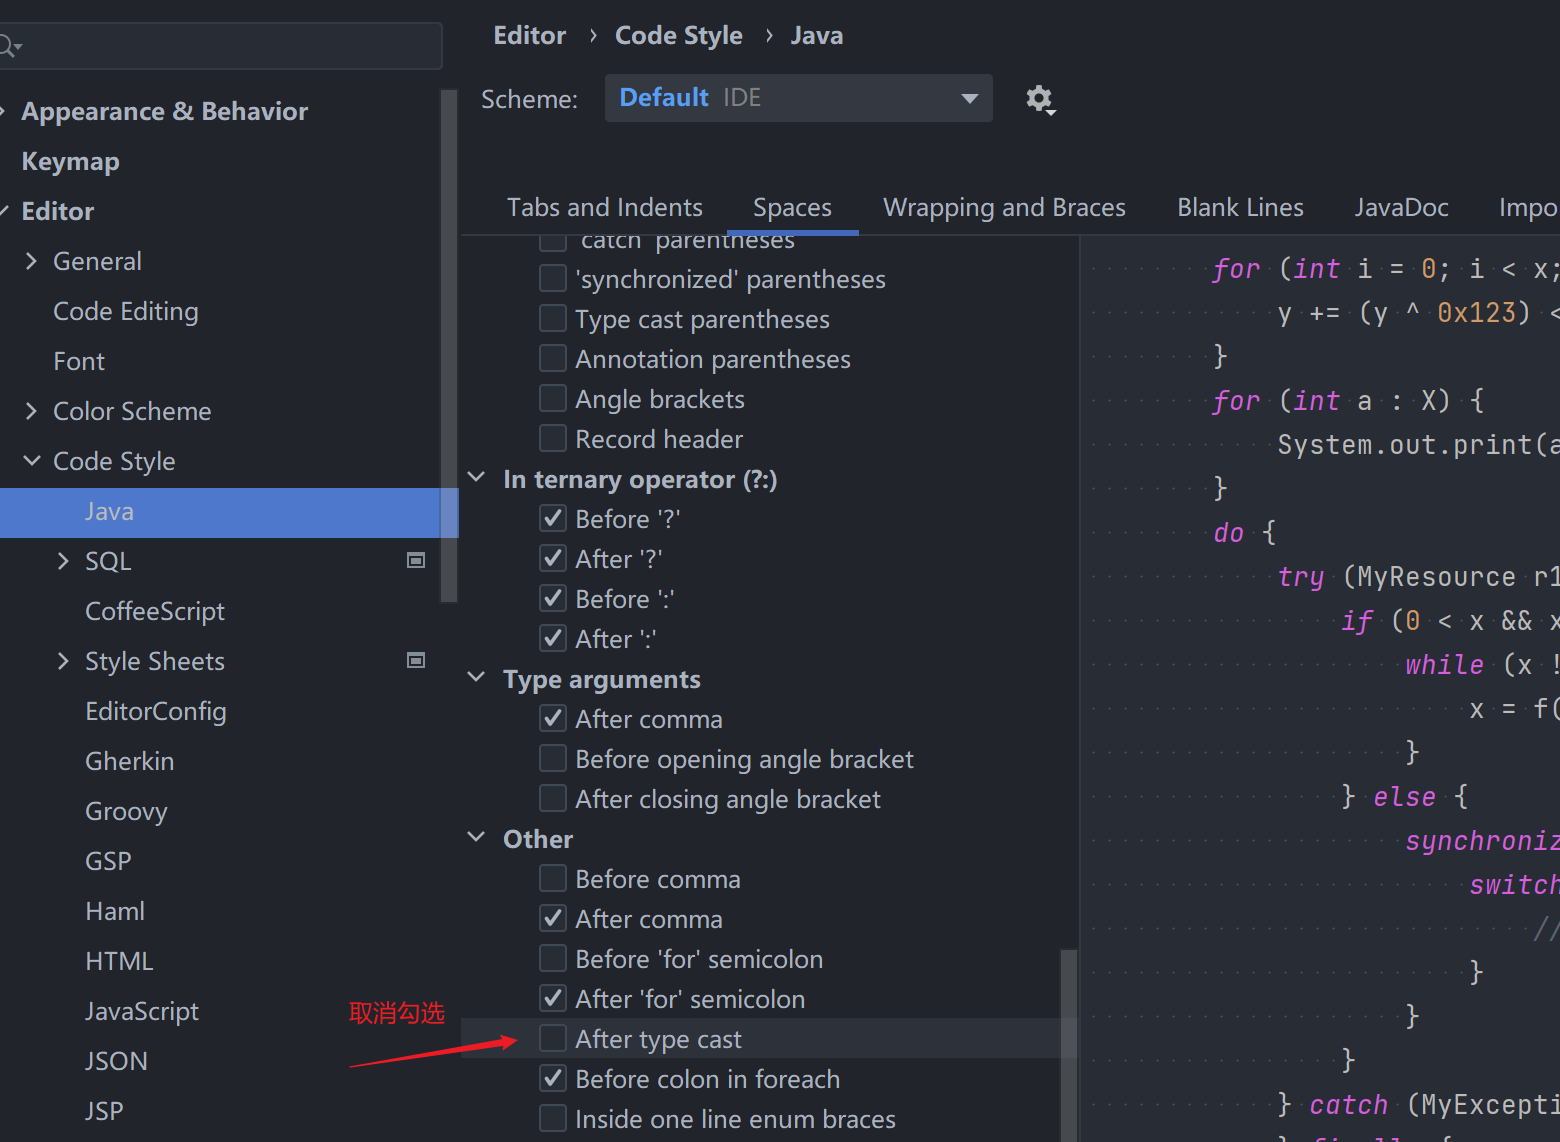 Editor › Code Style › Java
Scheme: Default IDE
Appearance & Behavior
Keymap
Editor
General
Code Editing
Font
Color Scheme
Code Style
Java
SQL
CoffeeScript
Style Sheets
EditorConfig
Gherkin
Groovy
GSP
Haml
HTML
JavaScript
JSON
JSP
取消勾选
Tabs and Indents Spaces Wrapping and Braces Blank Lines JavaDoc Impo
'catch' parentheses
'synchronized' parentheses
Type cast parentheses
Annotation parentheses
Angle brackets
Record header
In ternary operator (?:)
Before '?'
After '?'
Before ':'
After ':'
Type arguments
After comma
Before opening angle bracket
After closing angle bracket
Other
Before comma
After comma
Before 'for' semicolon
After 'for' semicolon
After type cast
Before colon in foreach
Inside one line enum braces
for (int i = 0; i < x;
y += (y ^ 0x123) <
}
for (int a : X) {
System.out.print(a
}
do {
try (MyResource r1
if (0 < x && x
while (x !
x = f(
}
} else {
synchroniz
switch
//
}
}
}
} catch (MyExcepti